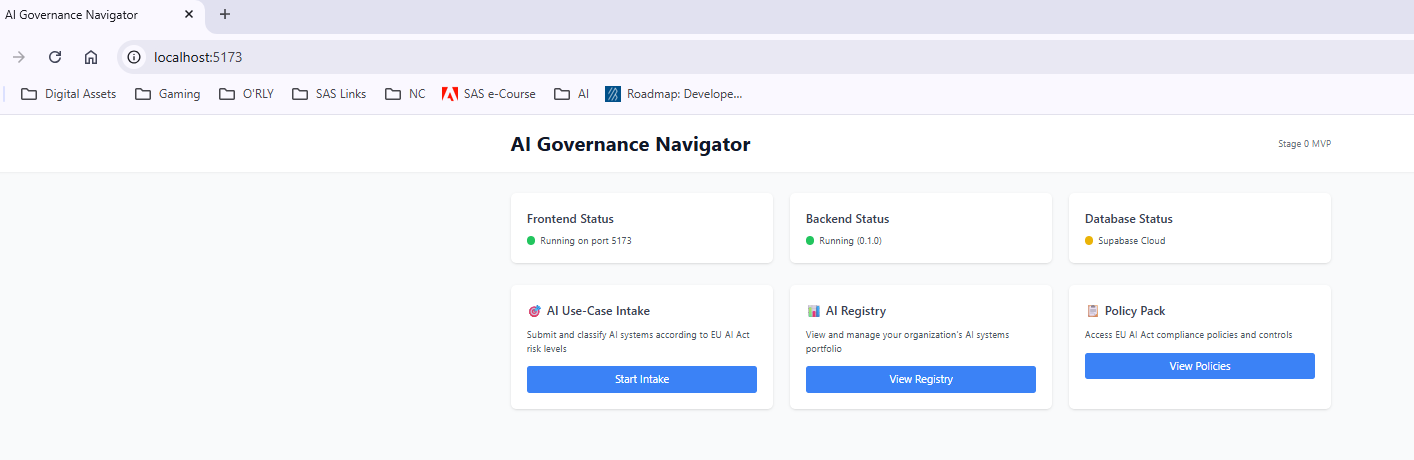 AI Governance Navigator
localhost:5173
Digital Assets
Gaming
O'RLY
SAS Links
NC
SAS e-Course
AI
Roadmap: Develope...
AI Governance Navigator
Stage 0 MVP
Frontend Status
Running on port 5173
Backend Status
Running (0.1.0)
Database Status
Supabase Cloud
🎯 AI Use-Case Intake
Submit and classify AI systems according to EU AI Act
risk levels
Start Intake
📊 AI Registry
View and manage your organization's AI systems
portfolio
View Registry
📋 Policy Pack
Access EU AI Act compliance policies and controls
View Policies